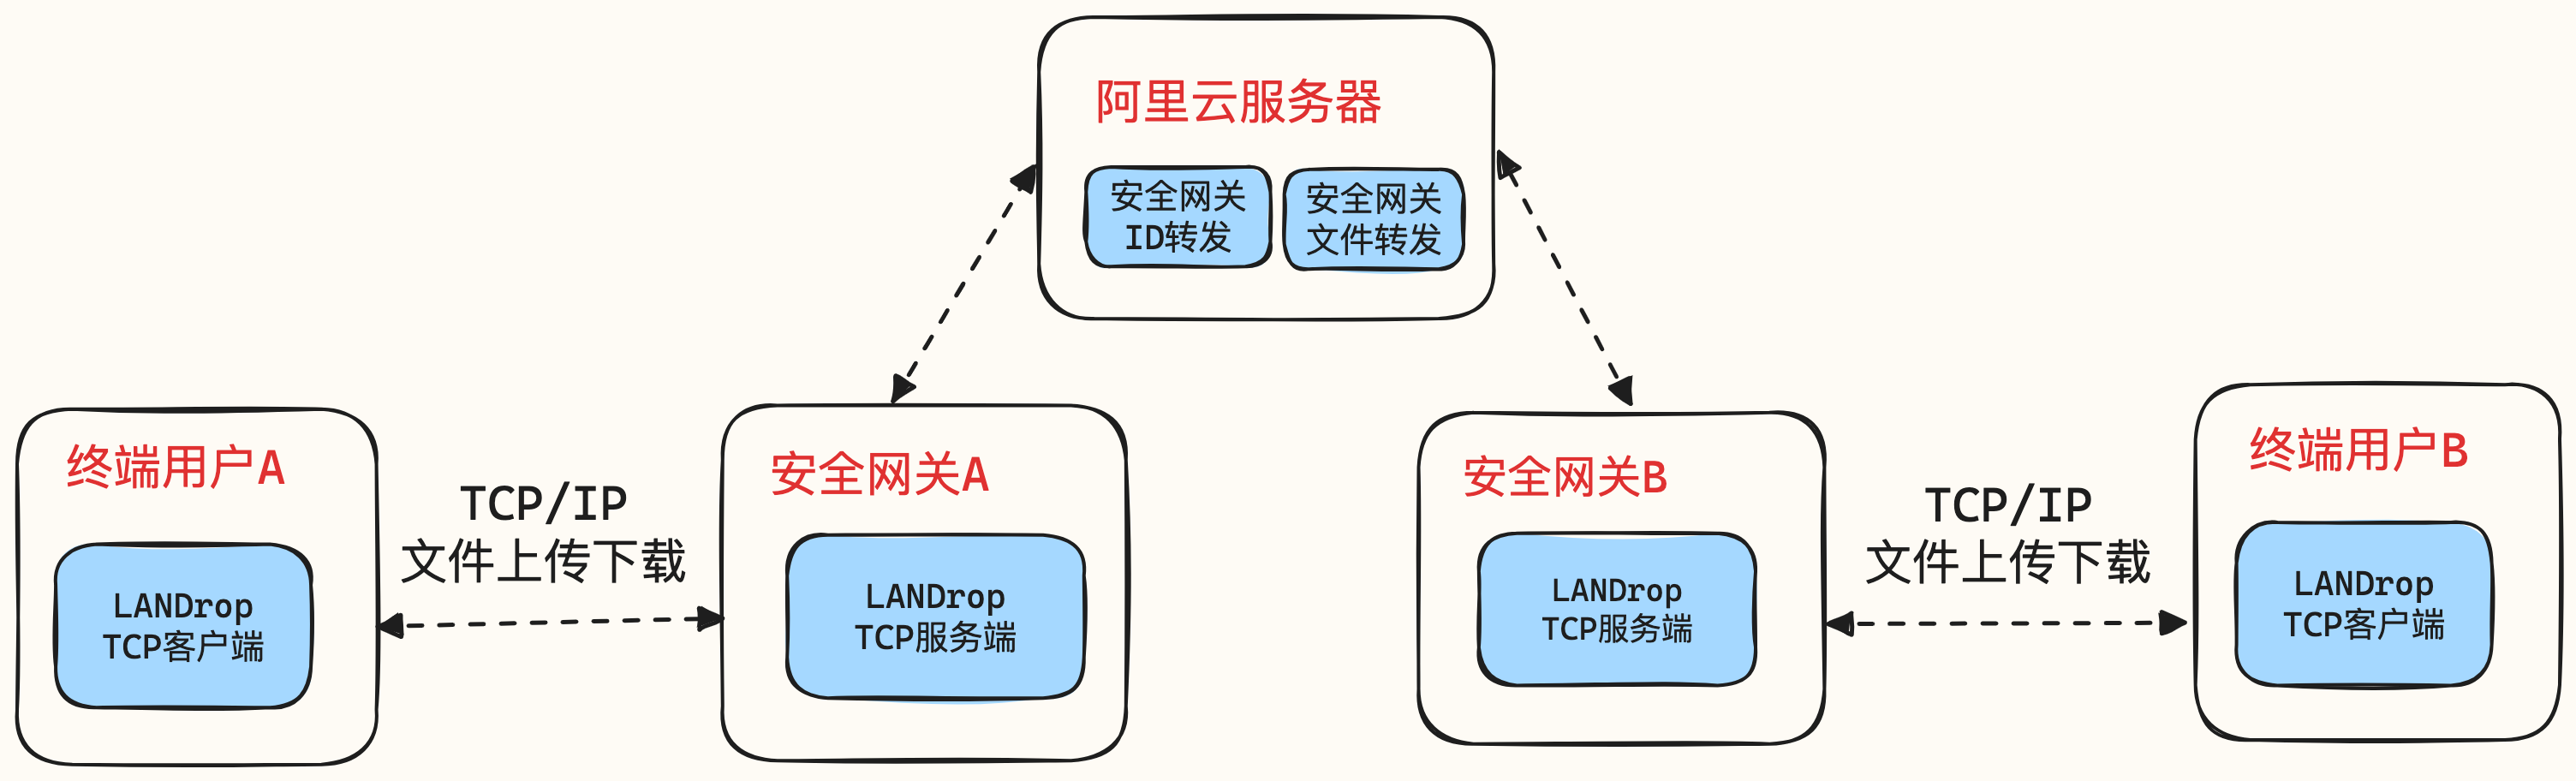 阿里云服务器
安全网关
ID转发
安全网关
文件转发
终端用户A
LANDrop
TCP客户端
TCP/IP
文件上传下载
安全网关A
LANDrop
TCP服务端
安全网关B
LANDrop
TCP服务端
TCP/IP
文件上传下载
终端用户B
LANDrop
TCP客户端